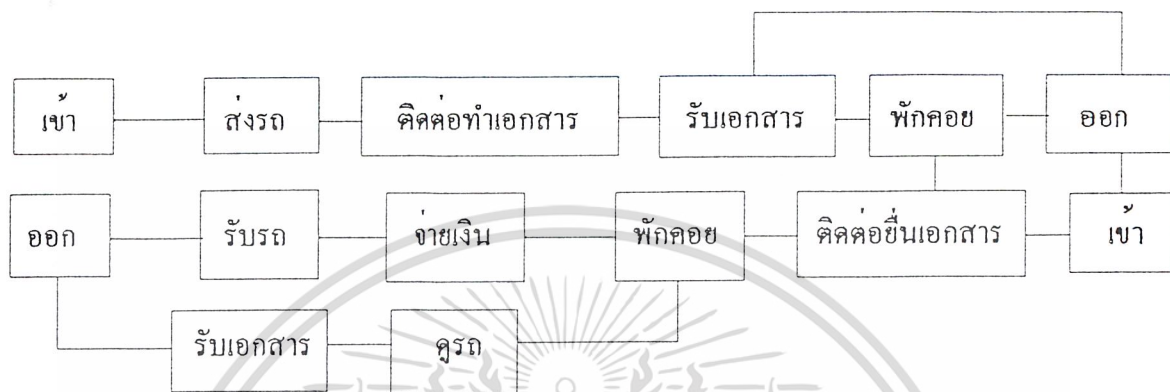 เข้า ส่งรถ ติดต่อทำเอกสาร รับเอกสาร พักคอย ออก
ออก รับรถ จ่ายเงิน พักคอย ติดต่อยื่นเอกสาร เข้า
รับเอกสาร ดูรถ